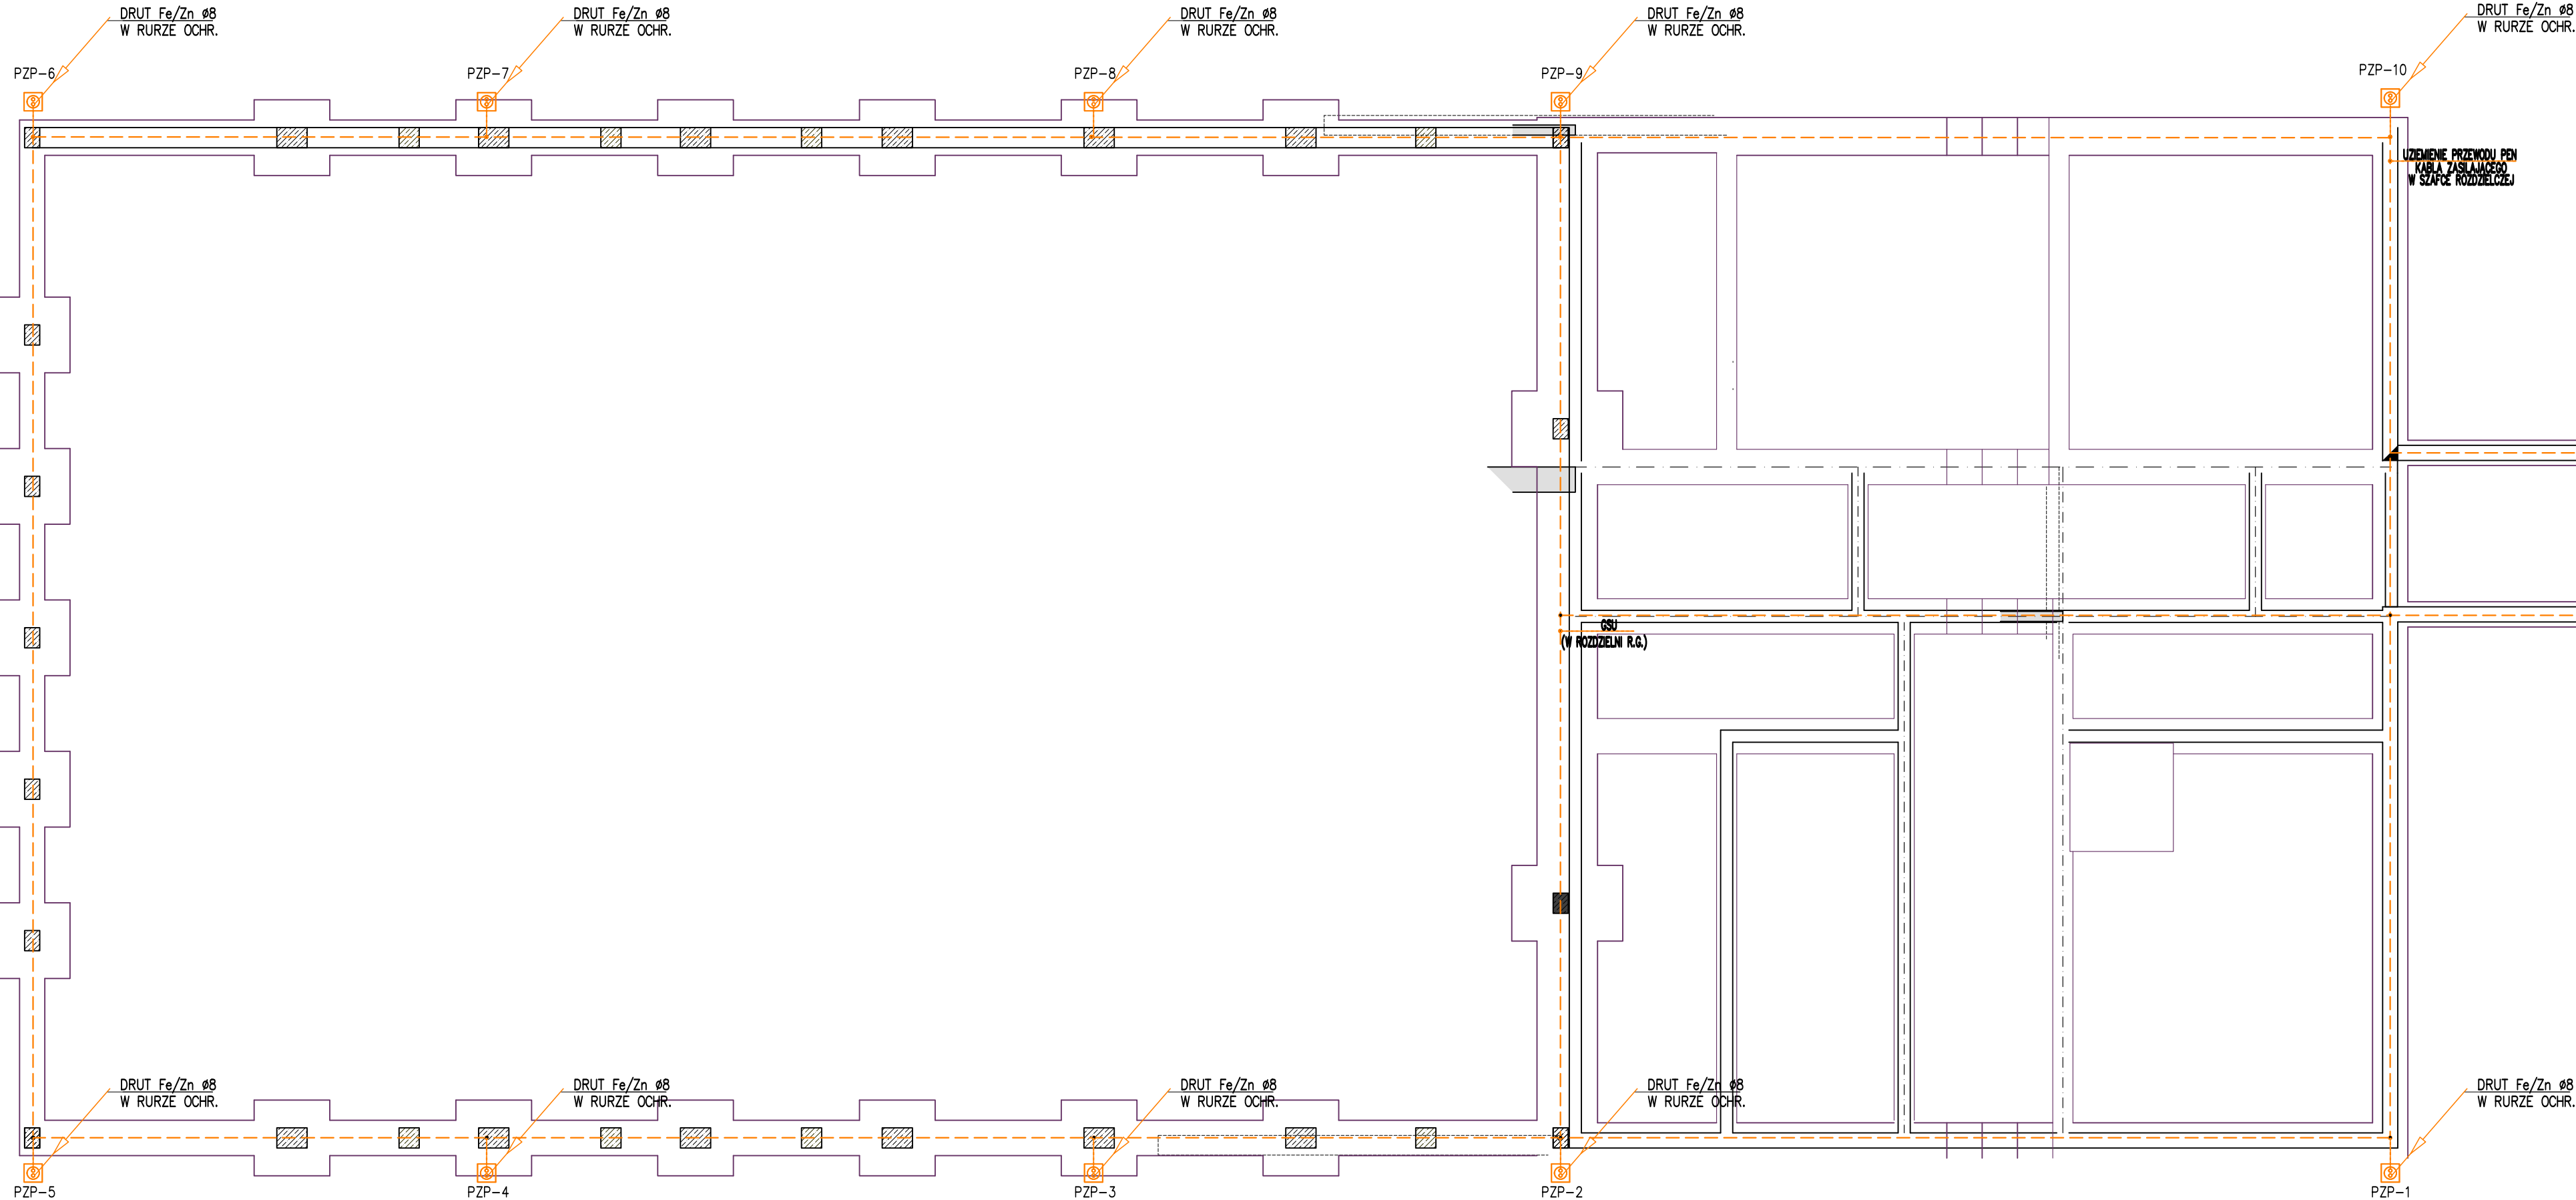 DRUT Fe/Zn ø8
W RURZE OCHR.
DRUT Fe/Zn ø8
W RURZE OCHR.
DRUT Fe/Zn ø8
W RURZE OCHR.
DRUT Fe/Zn ø8
W RURZE OCHR.
DRUT Fe/Zn ø8
W RURZE OCHR.
PZP-6
PZP-7
PZP-8
PZP-9
PZP-10
UZIEMIENIE PRZEWODU PEN
KABLA ZASILAJĄCEGO
W SZAFCE ROZDZIELCZEJ
GSU
(W ROZDZIELNI R.G.)
DRUT Fe/Zn ø8
W RURZE OCHR.
DRUT Fe/Zn ø8
W RURZE OCHR.
DRUT Fe/Zn ø8
W RURZE OCHR.
DRUT Fe/Zn ø8
W RURZE OCHR.
DRUT Fe/Zn ø8
W RURZE OCHR.
PZP-5
PZP-4
PZP-3
PZP-2
PZP-1